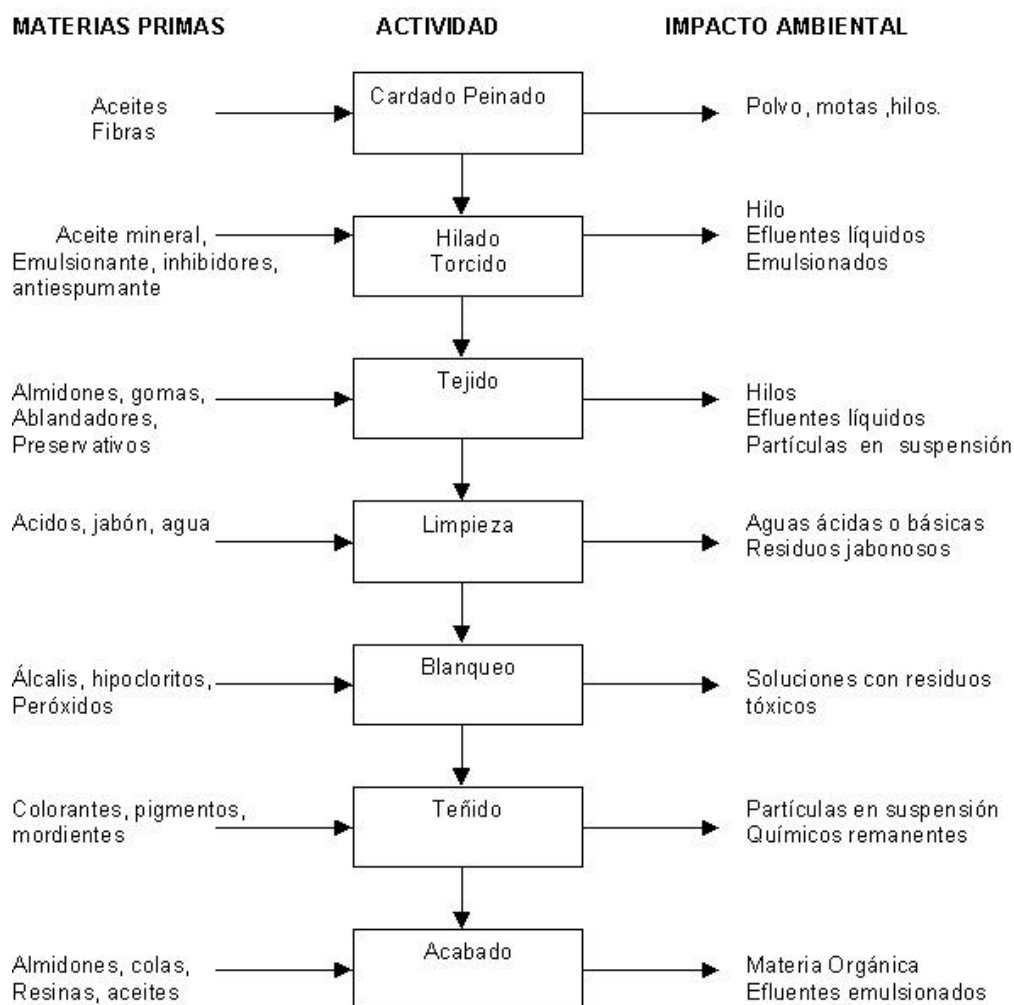 MATERIAS PRIMAS ACTIVIDAD IMPACTO AMBIENTAL
Aceites
Fibras
Cardado Peinado
Polvo, motas ,hilos.
Aceite mineral,
Emulsionante, inhibidores,
antiespumante
Hilado
Torcido
Hilo
Efluentes líquidos
Emulsionados
Almidones, gomas,
Ablandadores,
Preservativos
Tejido
Hilos
Efluentes líquidos
Partículas en suspensión
Acidos, jabón, agua
Limpieza
Aguas ácidas o básicas
Residuos jabonosos
Álcalis, hipocloritos,
Peróxidos
Blanqueo
Soluciones con residuos
tóxicos
Colorantes, pigmentos,
mordientes
Teñido
Partículas en suspensión
Químicos remanentes
Almidones, colas,
Resinas, aceites
Acabado
Materia Orgánica
Efluentes emulsionados